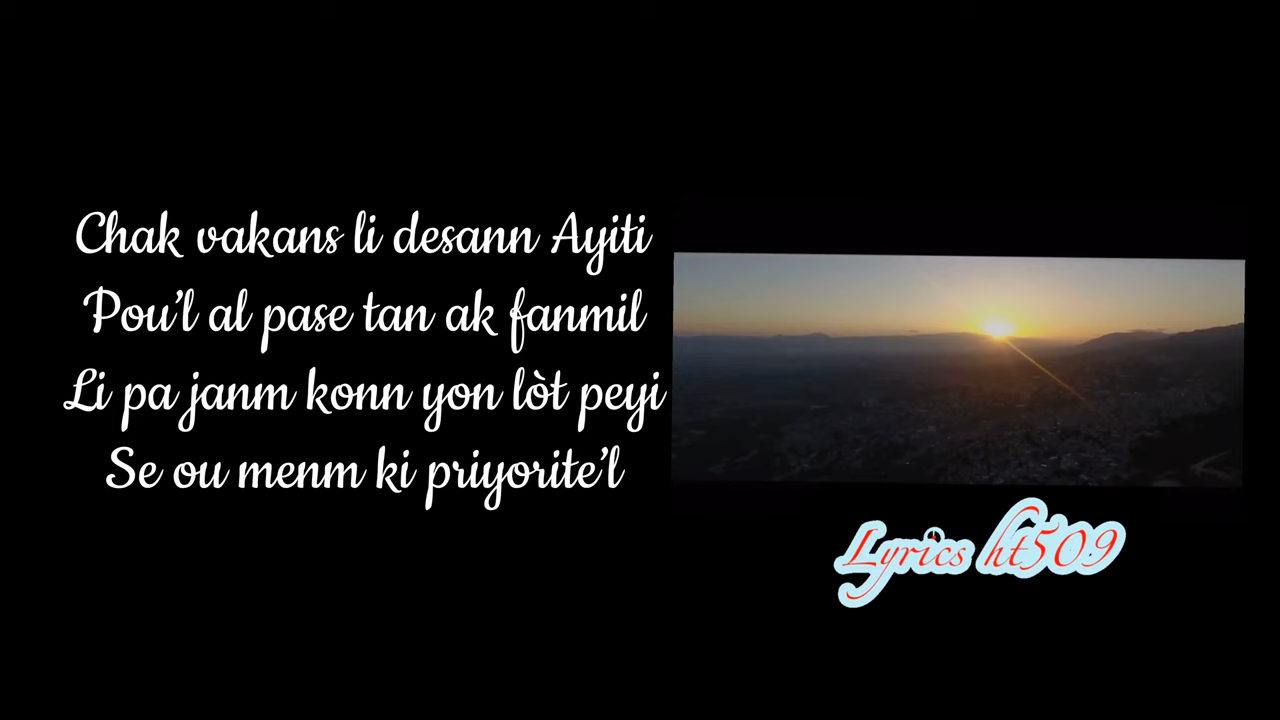 Chak vakans li desann Ayiti
Pou'l al pase tan ak fanmil
Li pa janm konn yon lòt peyi
Se ou menm ki priyorite'l
Lyrics ht509